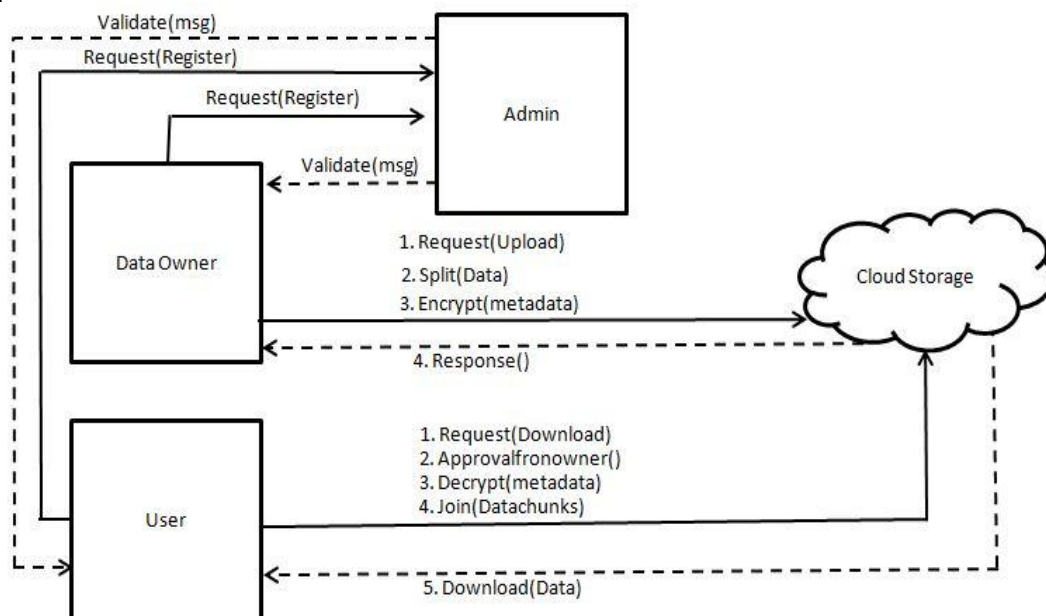 Validate(msg)
Request(Register)
Request(Register)
Admin
Validate(msg)
Data Owner
1. Request(Upload)
2. Split(Data)
3. Encrypt(metadata)
Cloud Storage
4. Response()
1. Request(Download)
2. Approvalfronowner()
3. Decrypt(metadata)
4. Join(Datachunks)
User
5. Download(Data)